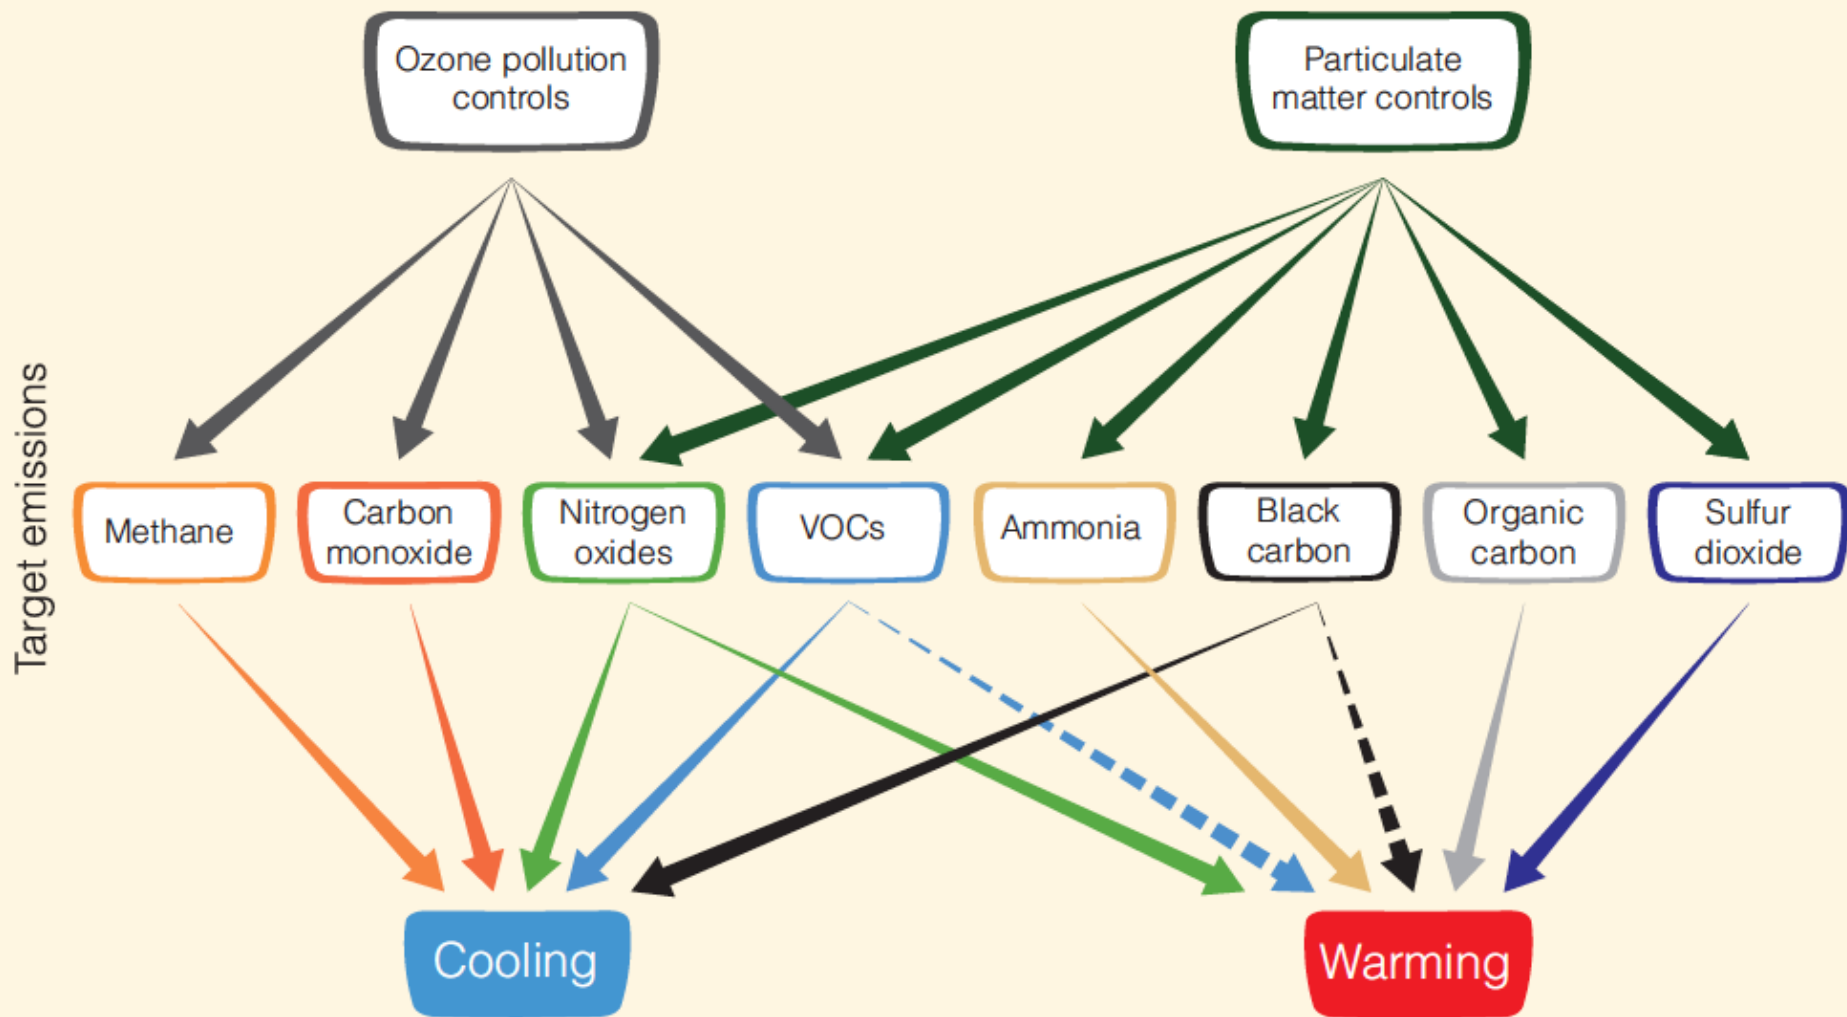 Ozone pollution
controls
Particulate
matter controls
Target emissions
Methane
Carbon
monoxide
Nitrogen
oxides
VOCs
Ammonia
Black
carbon
Organic
carbon
Sulfur
dioxide
Cooling
Warming